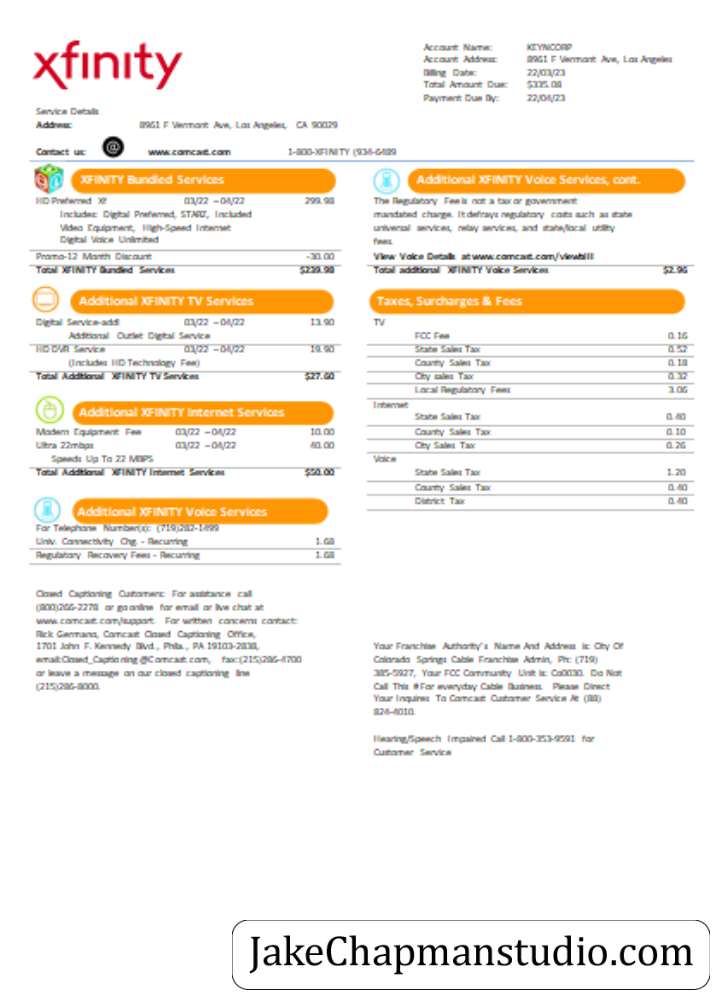 xfinity
Account Name: KEYNCORP
Account Address: 8961 F Vermont Ave, Los Angeles
Billing Date: 22/03/23
Total Amount Due: $335.08
Payment Due By: 22/04/23
Service Details
Address: 8961 F Vermont Ave, Los Angeles, CA 90029
Contact us: @ www.comcast.com 1-800-XFINITY (934-6489
XFINITY Bundled Services
HD Preferred Xf 03/22 – 04/22 299.98
Includes: Digital Preferred, STARZ, Included
Video Equipment, High-Speed Internet
Digital Voice Unlimited
Promo-12 Month Discount -30.00
Total XFINITY Bundled Services $239.98
Additional XFINITY TV Services
Digital Service-addl 03/22 – 04/22 13.90
Additional Outlet Digital Service
HD DVR Service 03/22 – 04/22 19.90
(Includes HD Technology Fee)
Total Additional XFINITY TV Services $27.60
Additional XFINITY Internet Services
Modem Equipment Fee 03/22 – 04/22 10.00
Ultra 22mbps 03/22 – 04/22 40.00
Speeds Up To 22 MBPS
Total Additional XFINITY Internet Services $50.00
Additional XFINITY Voice Services
For Telephone Number(s): (719)282-1499
Univ. Connectivity Chg. - Recurring 1.68
Regulatory Recovery Fees - Recurring 1.68
Closed Captioning Customers: For assistance call
(800)266-2278 or go online for email or live chat at
www.comcast.com/support. For written concerns contact:
Rick Germano, Comcast Closed Captioning Office,
1701 John F. Kennedy Blvd., Phila., PA 19103-2838,
email:Closed_Captioning@Comcast.com, fax:(215)286-4700
or leave a message on our closed captioning line
(215)286-8000.
Additional XFINITY Voice Services, cont.
The Regulatory Fee is not a tax or government
mandated charge. It defrays regulatory costs such as state
universal services, relay services, and state/local utility
fees.
View Voice Details at www.comcast.com/viewbill
Total additional XFINITY Voice Services $2.96
Taxes, Surcharges & Fees
TV
FCC Fee 0.16
State Sales Tax 0.52
County Sales Tax 0.18
City sales Tax 0.32
Local Regulatory Fees 3.06
Internet
State Sales Tax 0.40
County Sales Tax 0.10
City Sales Tax 0.26
Voice
State Sales Tax 1.20
County Sales Tax 0.40
District Tax 0.40
Your Franchise Authority's Name And Address is: City Of
Colorado Springs Cable Franchise Admin, Ph: (719)
385-5927, Your FCC Community Unit is: Co0030. Do Not
Call This # For everyday Cable Business. Please Direct
Your Inquires To Comcast Customer Service At (88)
824-4010.
Hearing/Speech Impaired Call 1-800-353-9591 for
Customer Service
JakeChapmanstudio.com